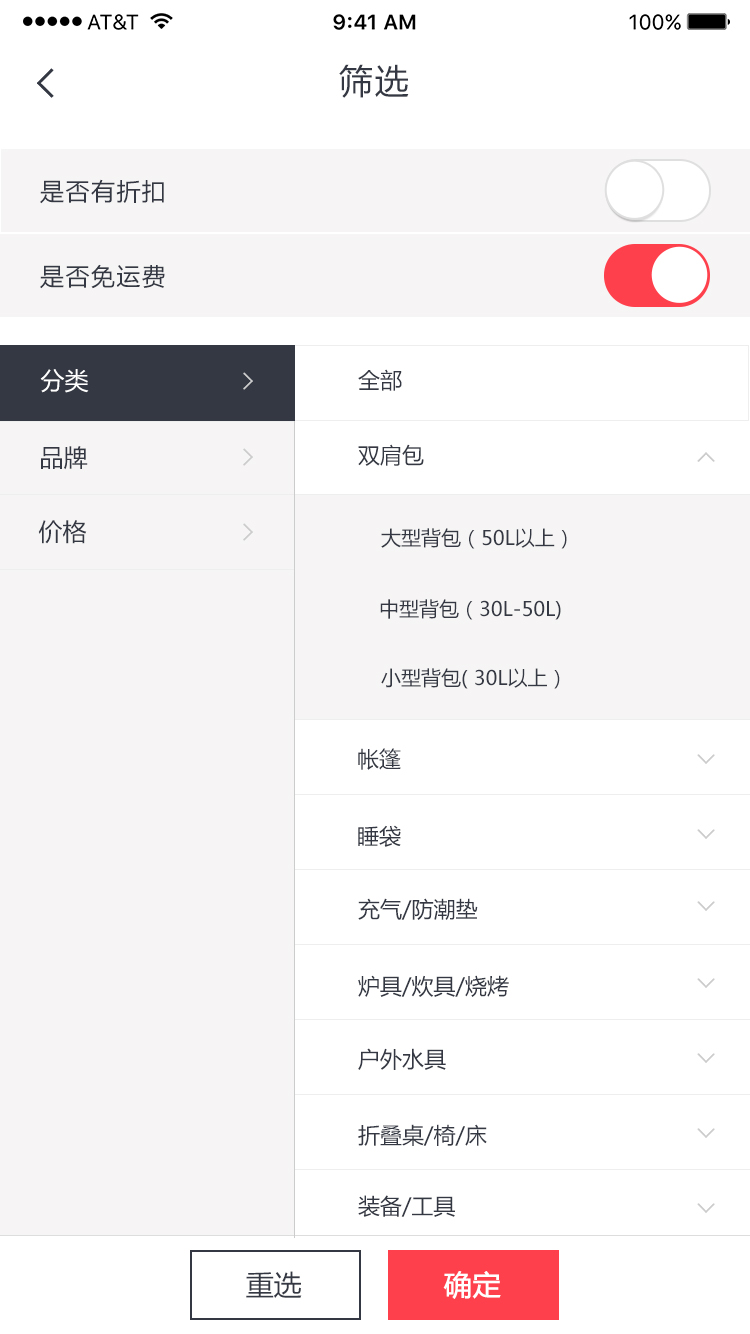 ●●●●● AT&T 9:41 AM 100%
筛选
是否有折扣
是否免运费
分类
品牌
价格
全部
双肩包
大型背包（50L以上）
中型背包（30L-50L)
小型背包( 30L以上）
帐篷
睡袋
充气/防潮垫
炉具/炊具/烧烤
户外水具
折叠桌/椅/床
装备/工具
重选
确定